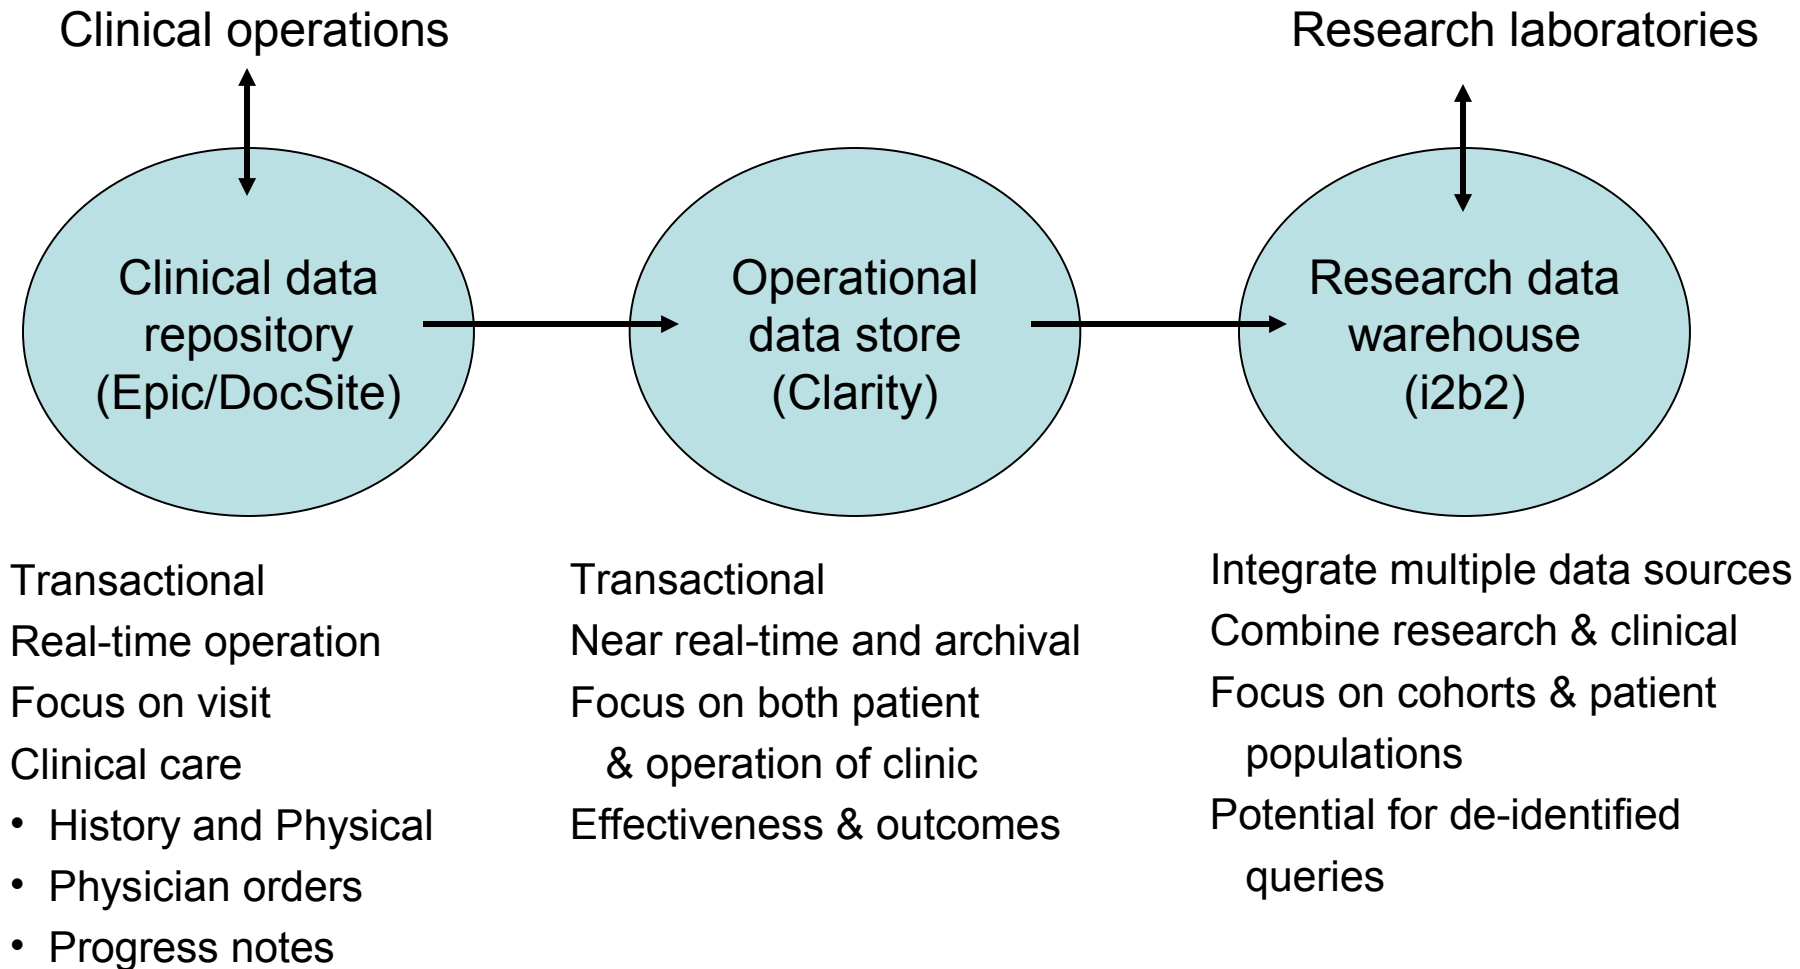 Clinical operations
Research laboratories
Clinical data
repository
(Epic/DocSite)
Operational
data store
(Clarity)
Research data
warehouse
(i2b2)
Transactional
Real-time operation
Focus on visit
Clinical care
• History and Physical
• Physician orders
• Progress notes
Transactional
Near real-time and archival
Focus on both patient
& operation of clinic
Effectiveness & outcomes
Integrate multiple data sources
Combine research & clinical
Focus on cohorts & patient
populations
Potential for de-identified
queries